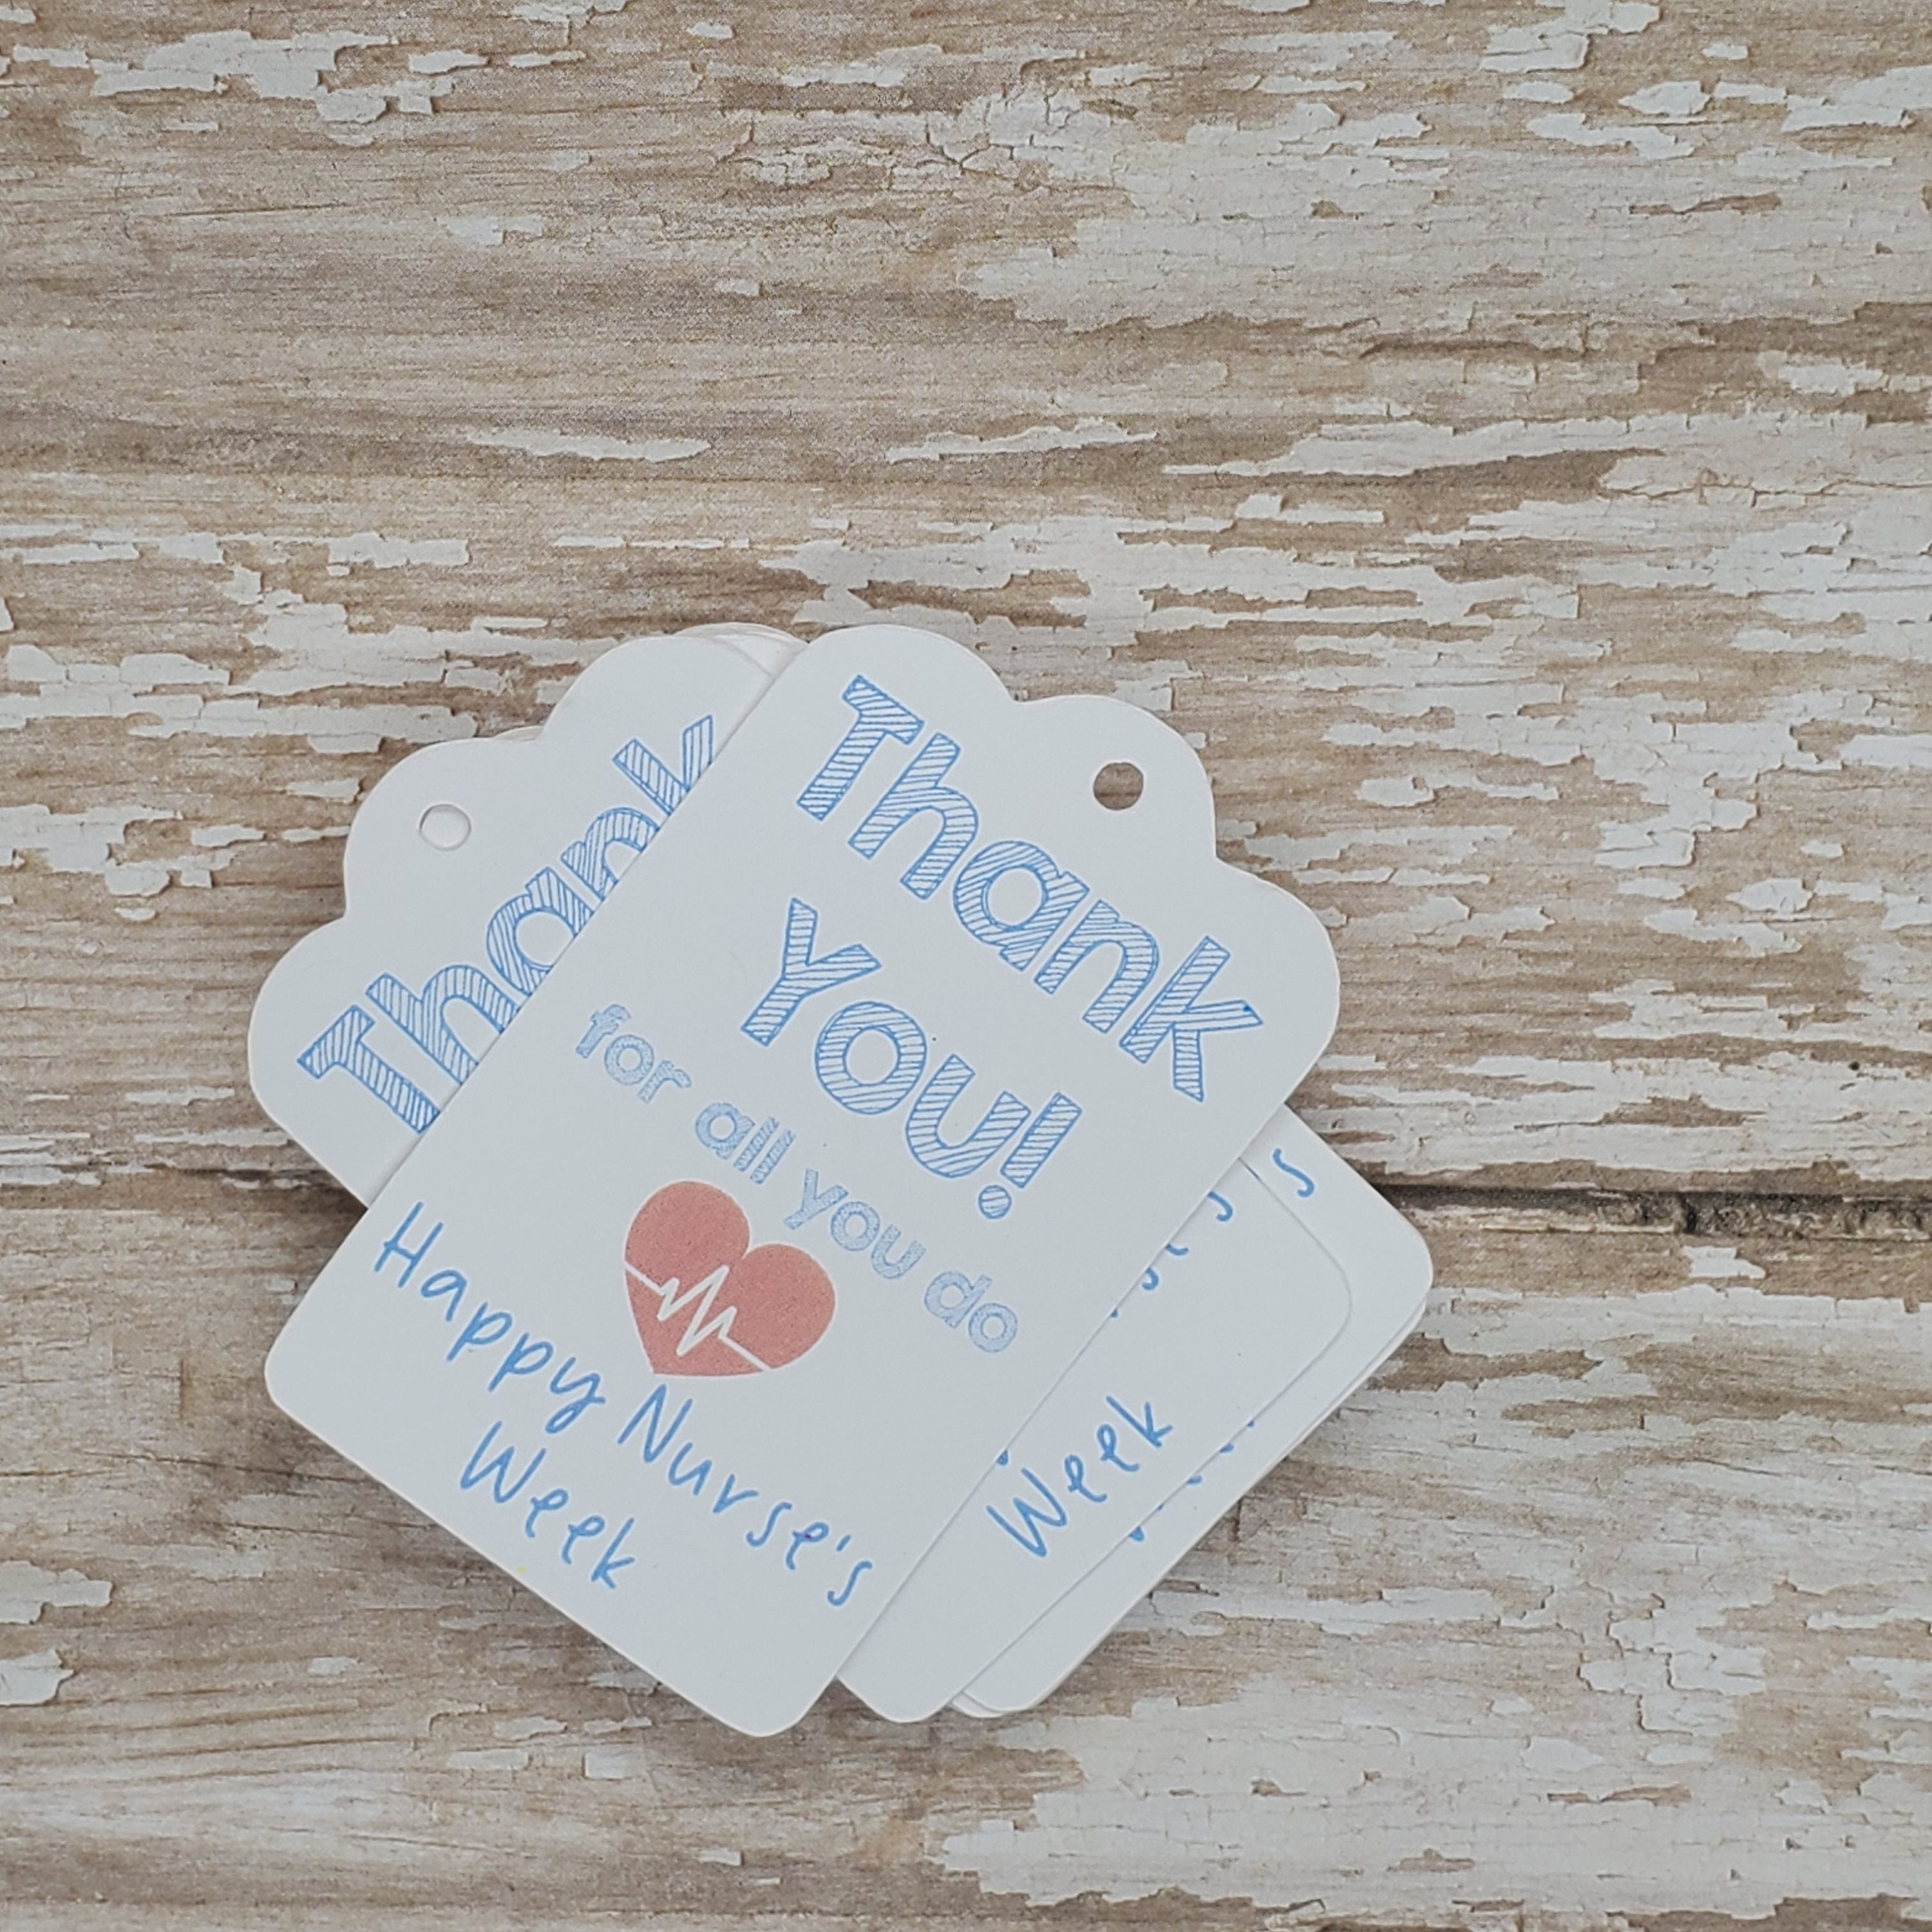 Thank
You!
for all you do
Happy Nurse's
Week
Thank
Week